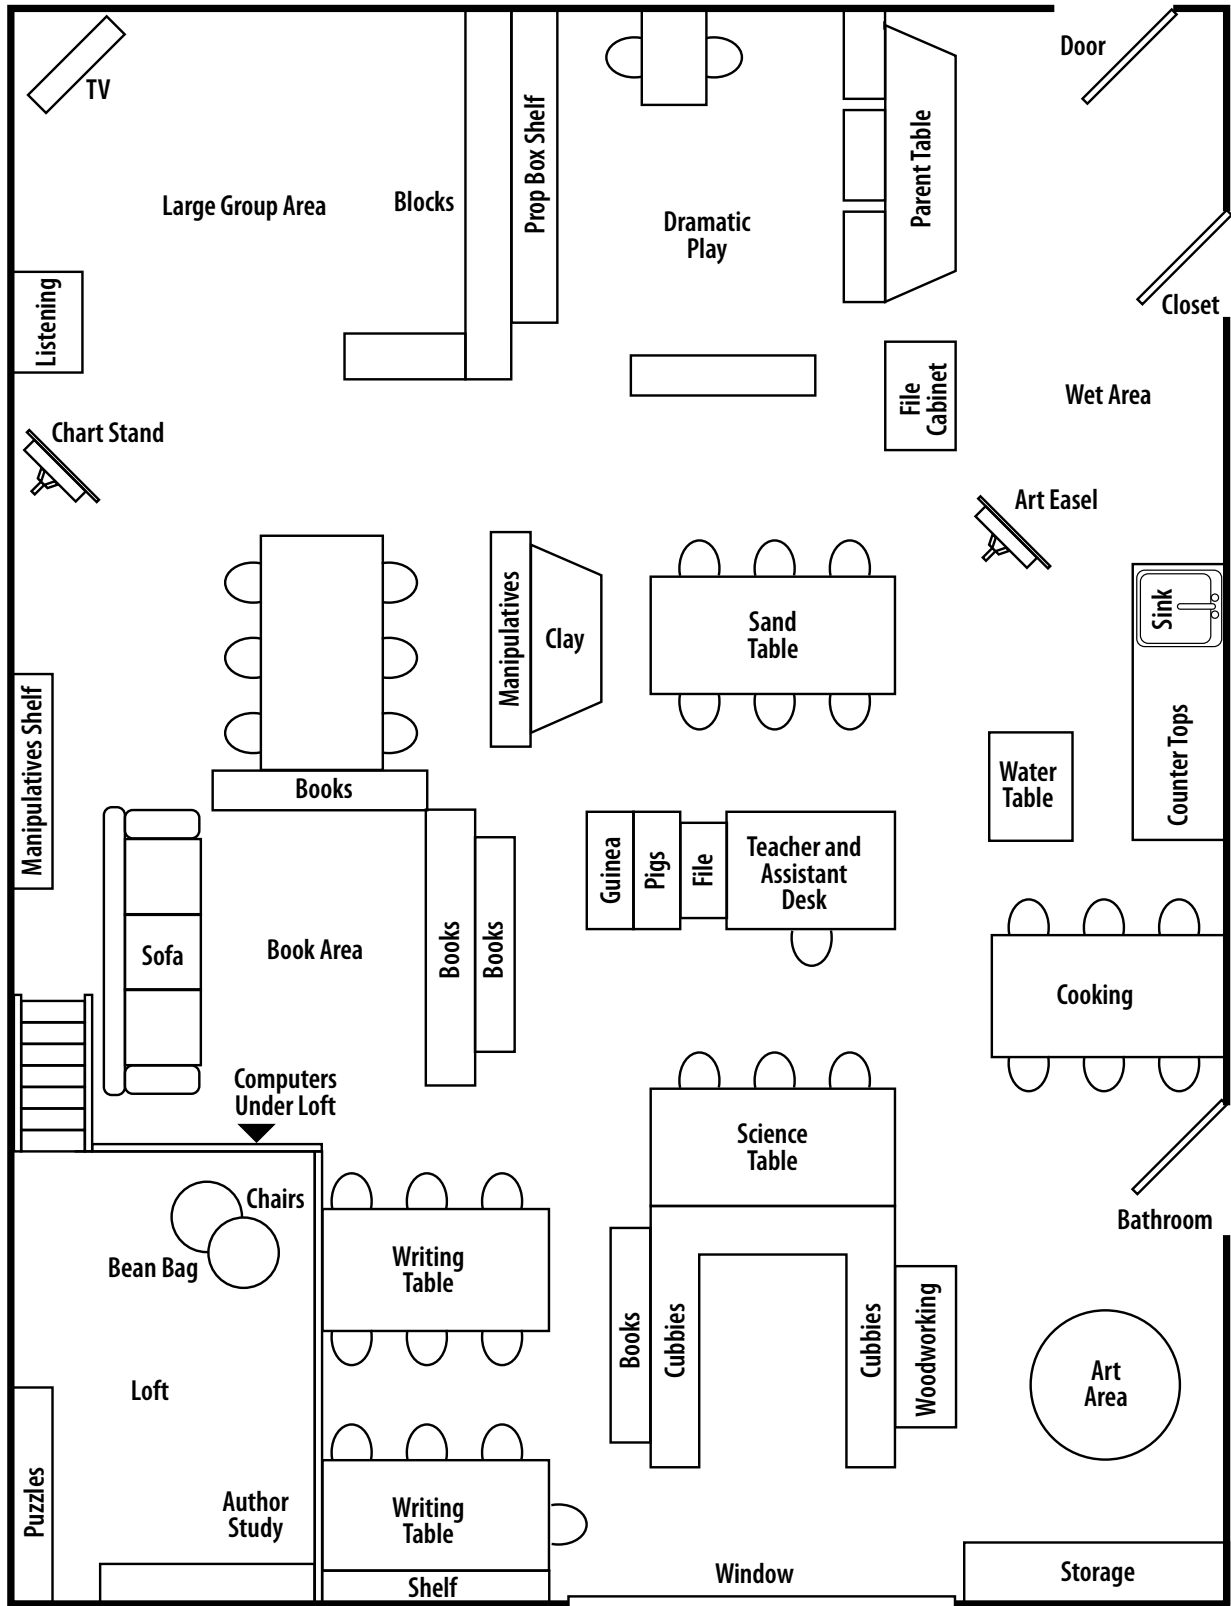 Door
TV
Prop Box Shelf
Parent Table
Large Group Area
Blocks
Dramatic
Play
Listening
Closet
File
Cabinet
Wet Area
Chart Stand
Art Easel
Manipulatives
Clay
Sand
Table
Sink
Counter Tops
Manipulatives Shelf
Water
Table
Books
Guinea
Pigs
File
Teacher and
Assistant
Desk
Sofa
Book Area
Books
Books
Cooking
Computers
Under Loft
Science
Table
Chairs
Bean Bag
Bathroom
Writing
Table
Books
Cubbies
Cubbies
Woodworking
Art
Area
Loft
Puzzles
Author
Study
Writing
Table
Shelf
Window
Storage